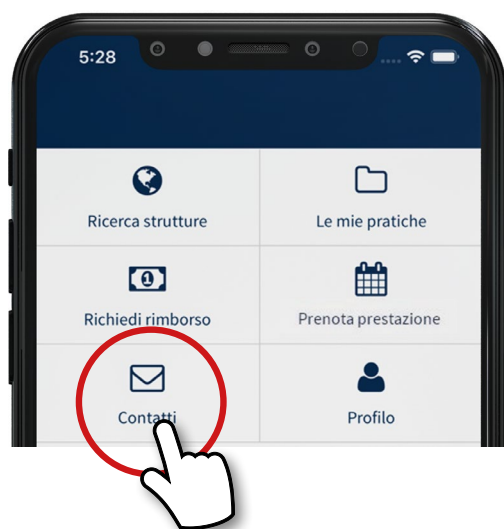 5:28
Ricerca strutture
Le mie pratiche
Richiedi rimborso
Prenota prestazione
Contatti
Profilo